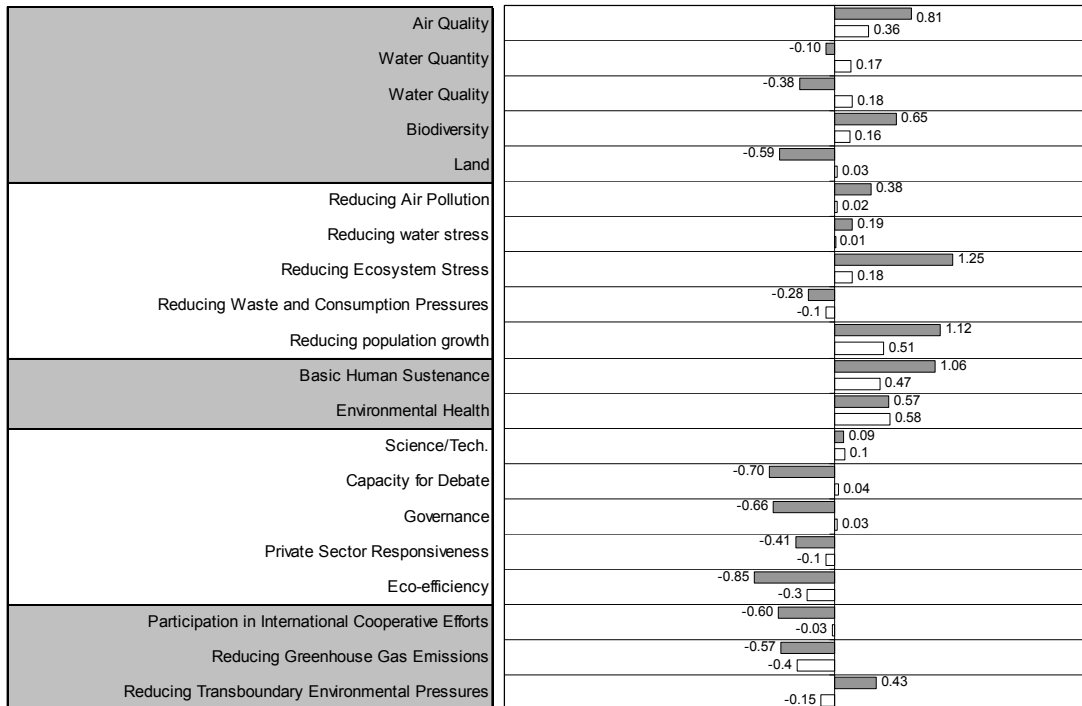 Air Quality
0.81
0.36
Water Quantity
-0.10
0.17
Water Quality
-0.38
0.18
Biodiversity
0.65
0.16
Land
-0.59
0.03
Reducing Air Pollution
0.38
0.02
Reducing water stress
0.19
0.01
Reducing Ecosystem Stress
1.25
0.18
Reducing Waste and Consumption Pressures
-0.28
-0.1
Reducing population growth
1.12
0.51
Basic Human Sustenance
1.06
0.47
Environmental Health
0.57
0.58
Science/Tech.
0.09
0.1
Capacity for Debate
-0.70
0.04
Governance
-0.66
0.03
Private Sector Responsiveness
-0.41
-0.1
Eco-efficiency
-0.85
-0.3
Participation in International Cooperative Efforts
-0.60
-0.03
Reducing Greenhouse Gas Emissions
-0.57
-0.4
Reducing Transboundary Environmental Pressures
0.43
-0.15